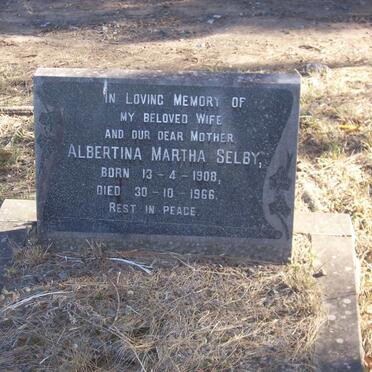 In Loving Memory of
My Beloved Wife
and our dear Mother
Albertina Martha Selby,
Born 13-4-1908,
Died 30-10-1966.
Rest in Peace.